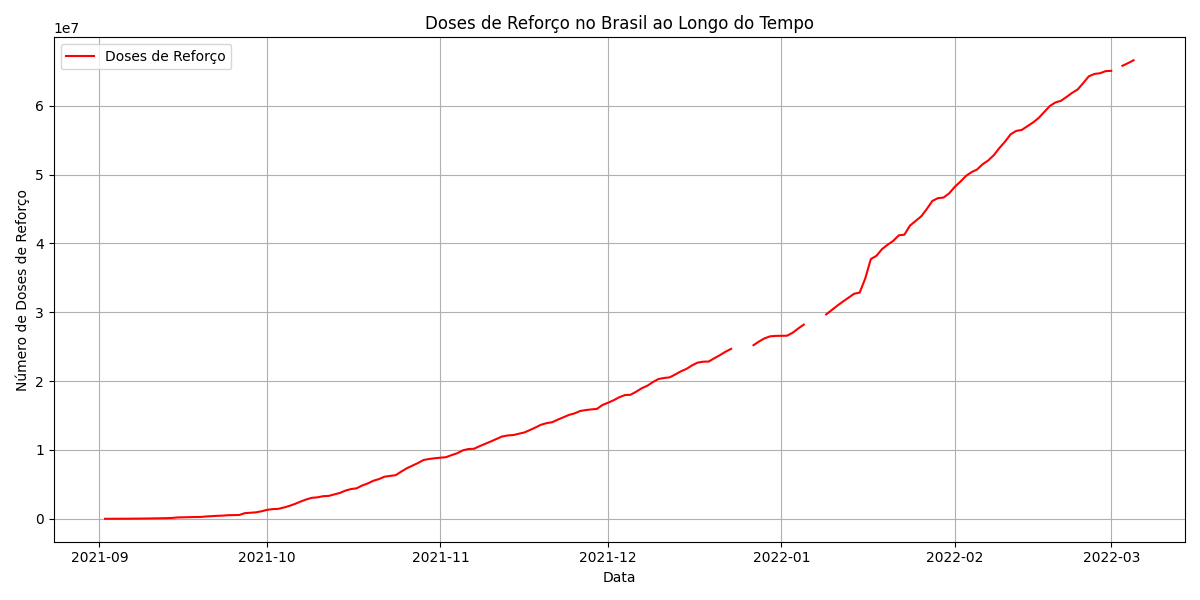 Doses de Reforço no Brasil ao Longo do Tempo
1e7
Doses de Reforço
6
5
4
3
2
1
0
Número de Doses de Reforço
2021-09 2021-10 2021-11 2021-12 2022-01 2022-02 2022-03
Data